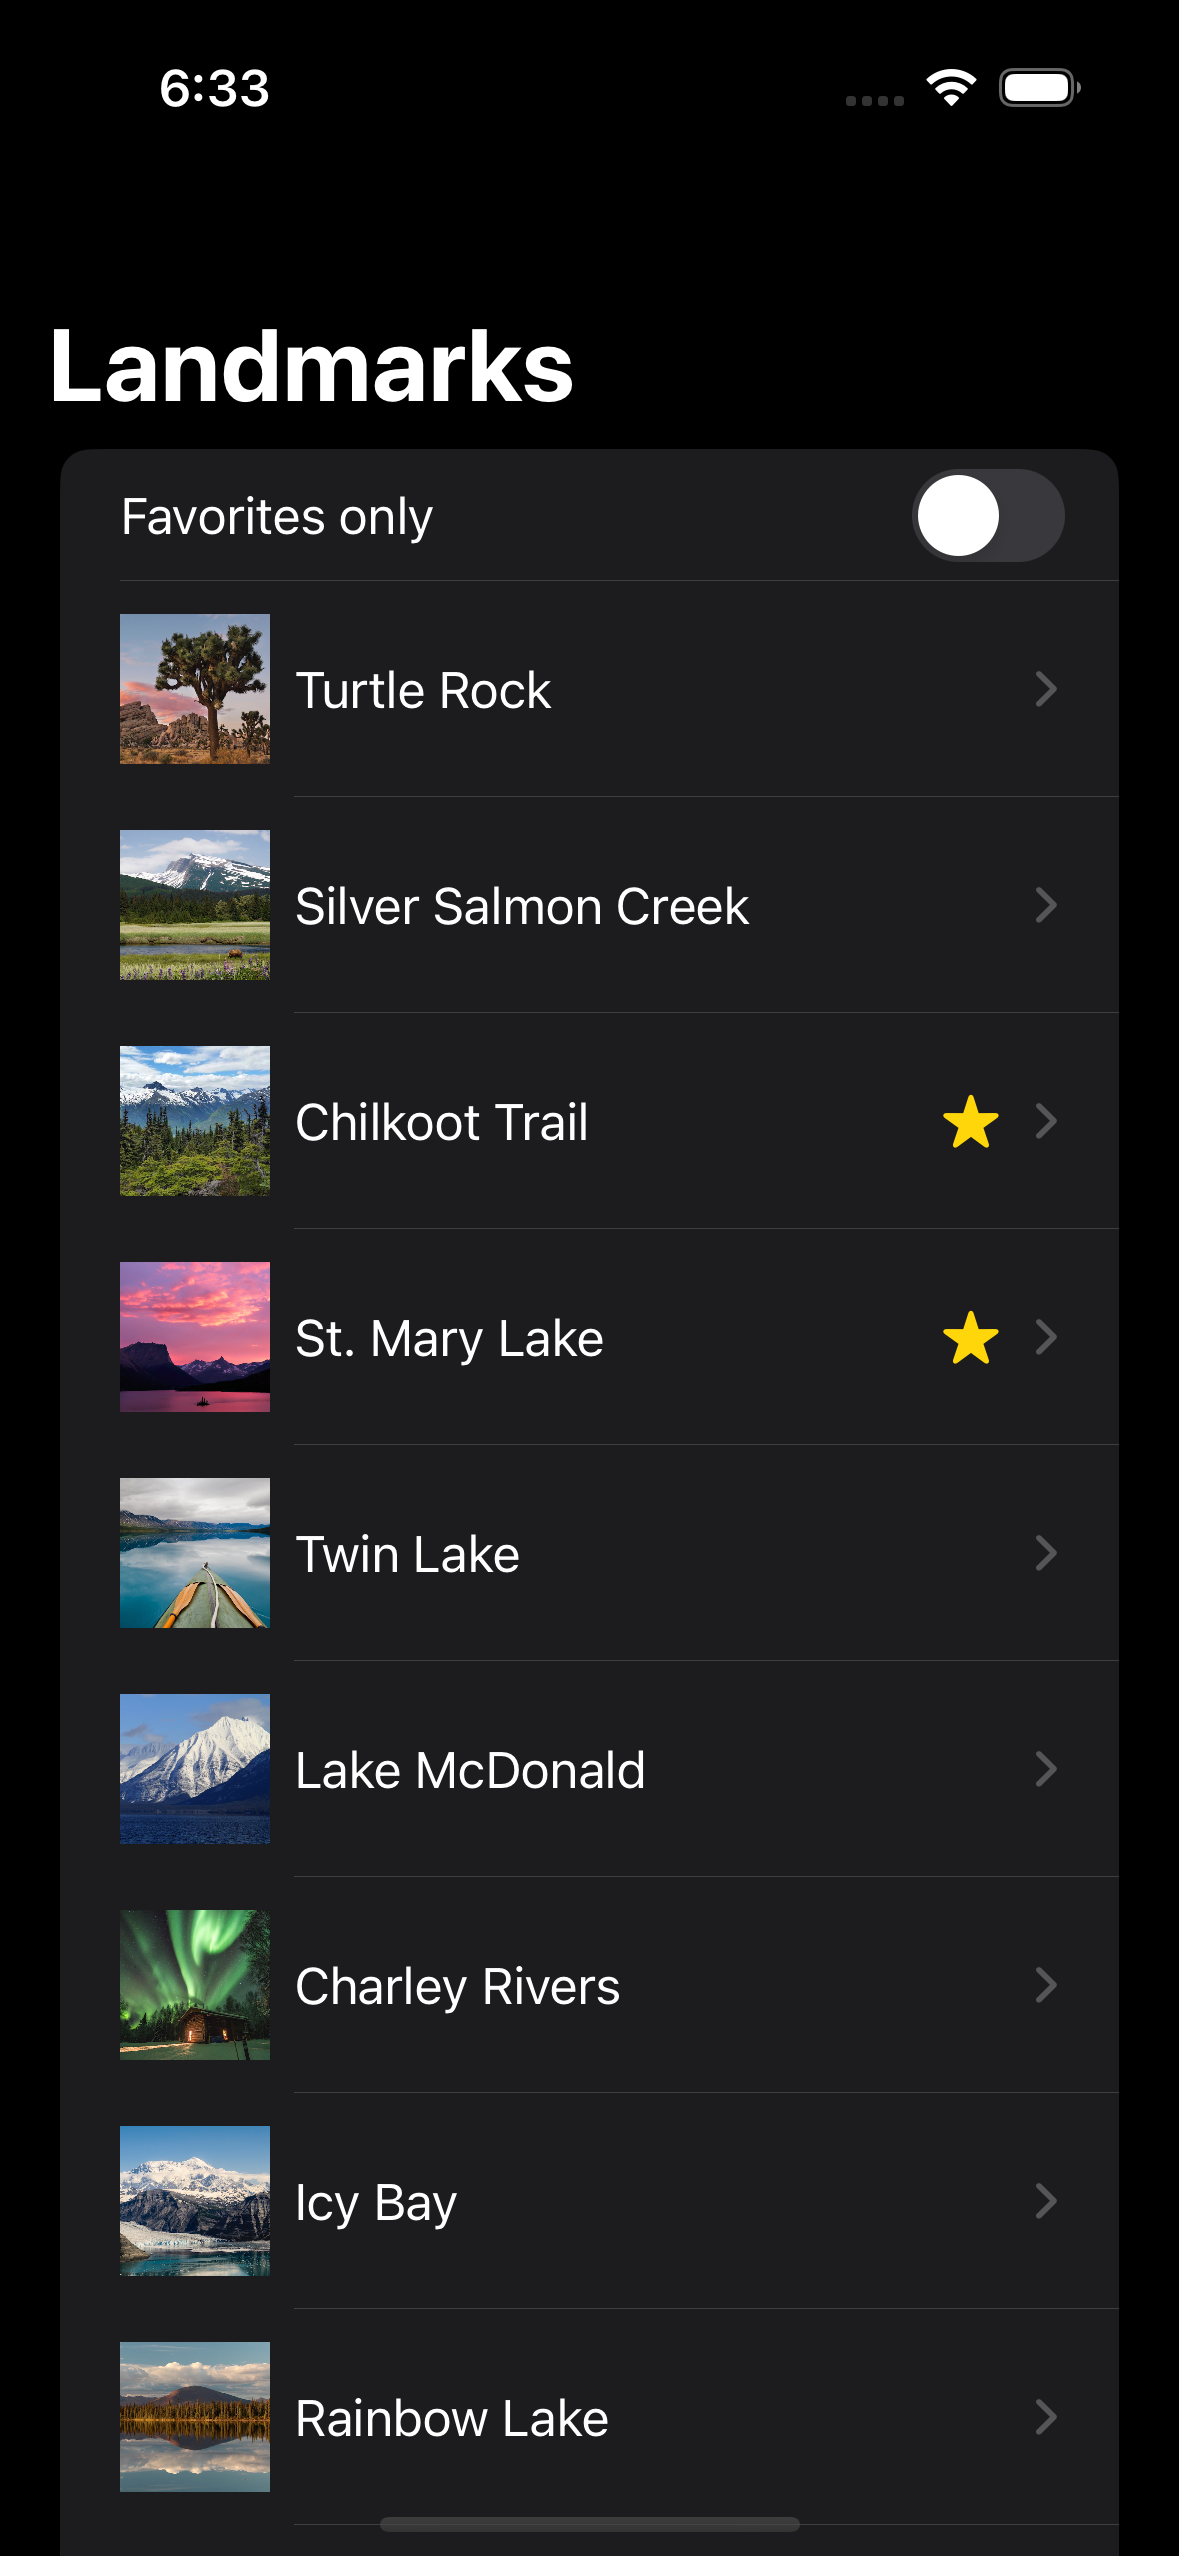 6:33
Landmarks
Favorites only
Turtle Rock
Silver Salmon Creek
Chilkoot Trail
St. Mary Lake
Twin Lake
Lake McDonald
Charley Rivers
Icy Bay
Rainbow Lake